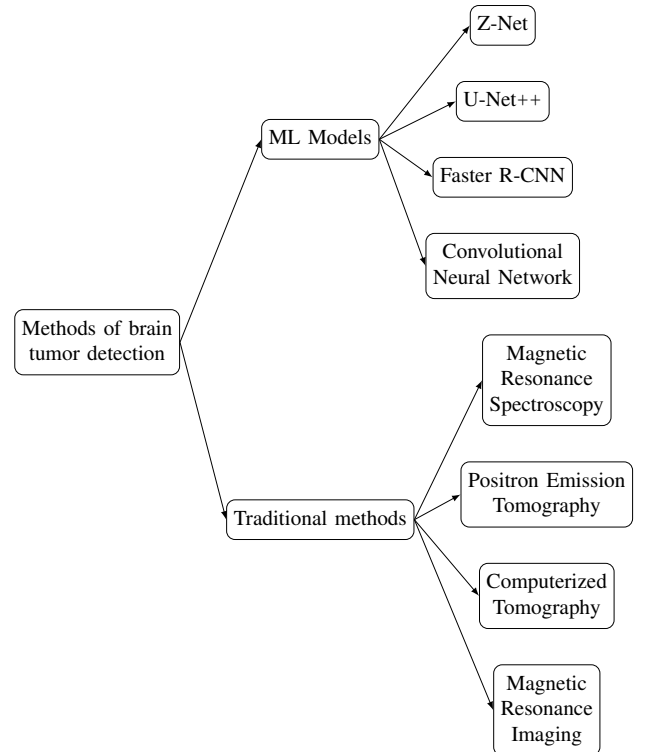 Z-Net
U-Net++
ML Models
Faster R-CNN
Convolutional
Neural Network
Methods of brain
tumor detection
Magnetic
Resonance
Spectroscopy
Positron Emission
Tomography
Traditional methods
Computerized
Tomography
Magnetic
Resonance
Imaging